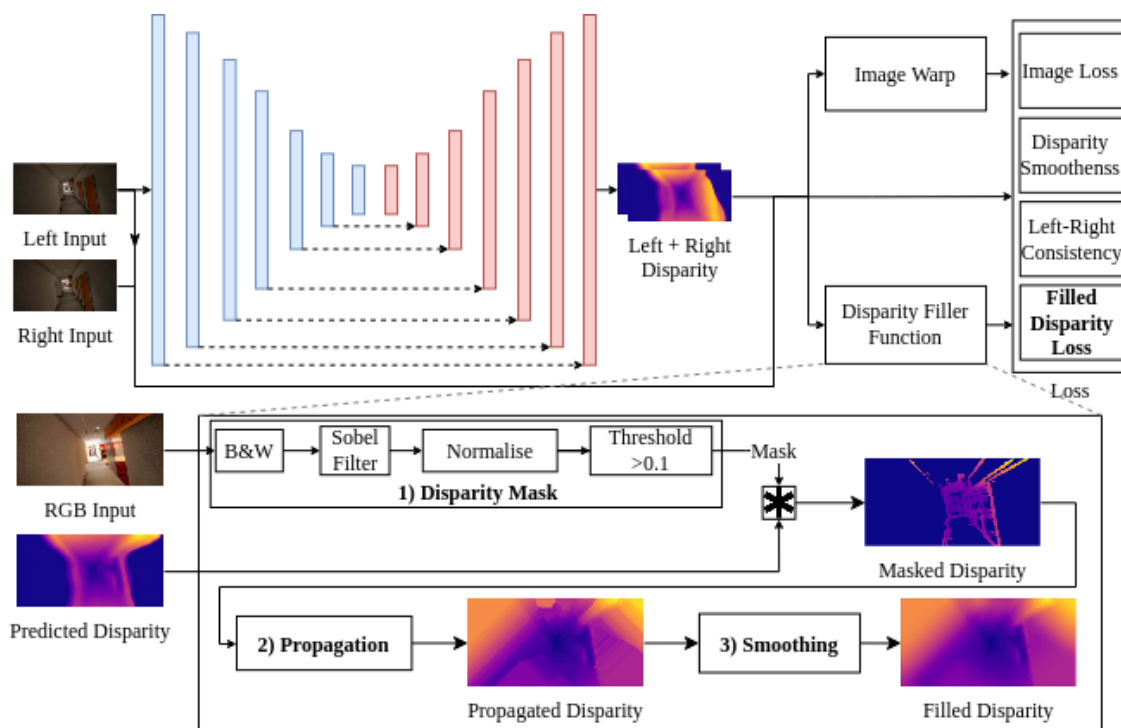 Left Input
Right Input
Left + Right
Disparity
Image Warp
Disparity Filler
Function
Image Loss
Disparity
Smoothenss
Left-Right
Consistency
Filled
Disparity
Loss
Loss
RGB Input
Predicted Disparity
B&W
Sobel
Filter
Normalise
Threshold
>0.1
1) Disparity Mask
Mask
*
Masked Disparity
2) Propagation
Propagated Disparity
3) Smoothing
Filled Disparity